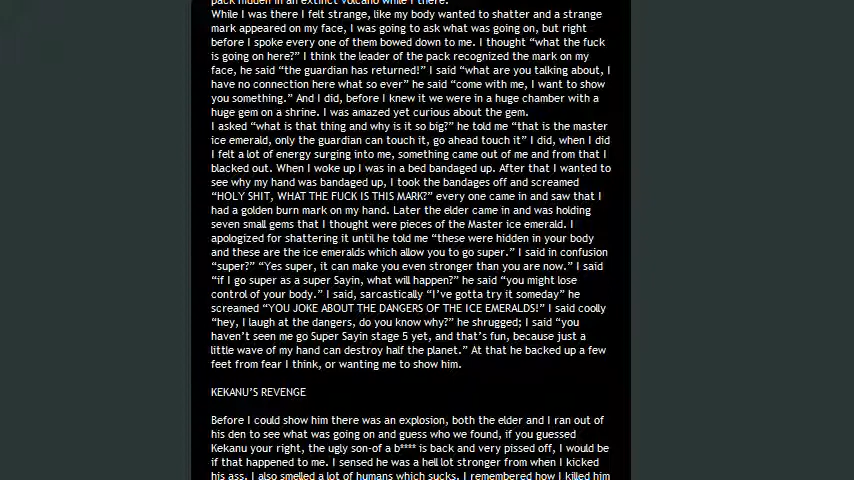 pack hidden in an extinct volcano while I there.
While I was there I felt strange, like my body wanted to shatter and a strange
mark appeared on my face, I was going to ask what was going on, but right
before I spoke every one of them bowed down to me. I thought “what the fuck
is going on here?” I think the leader of the pack recognized the mark on my
face, he said “the guardian has returned!” I said “what are you talking about, I
have no connection here what so ever” he said “come with me, I want to show
you something.” And I did, before I knew it we were in a huge chamber with a
huge gem on a shrine. I was amazed yet curious about the gem.
I asked “what is that thing and why is it so big?” he told me “that is the master
ice emerald, only the guardian can touch it, go ahead touch it” I did, when I did
I felt a lot of energy surging into me, something came out of me and from that I
blacked out. When I woke up I was in a bed bandaged up. After that I wanted to
see why my hand was bandaged up, I took the bandages off and screamed
“HOLY SHIT, WHAT THE FUCK IS THIS MARK?” every one came in and saw that I
had a golden burn mark on my hand. Later the elder came in and was holding
seven small gems that I thought were pieces of the Master ice emerald. I
apologized for shattering it until he told me “these were hidden in your body
and these are the ice emeralds which allow you to go super.” I said in confusion
“super?” “Yes super, it can make you even stronger than you are now.” I said
“if I go super as a super Sayin, what will happen?” he said “you might lose
control of your body.” I said, sarcastically “I’ve gotta try it someday” he
screamed “YOU JOKE ABOUT THE DANGERS OF THE ICE EMERALDS!” I said coolly
“hey, I laugh at the dangers, do you know why?” he shrugged; I said “you
haven’t seen me go Super Sayin stage 5 yet, and that’s fun, because just a
little wave of my hand can destroy half the planet.” At that he backed up a few
feet from fear I think, or wanting me to show him.
KEKANU’S REVENGE
Before I could show him there was an explosion, both the elder and I ran out of
his den to see what was going on and guess who we found, if you guessed
Kekanu your right, the ugly son-of a b**** is back and very pissed off, I would be
if that happened to me. I sensed he was a hell lot stronger from when I kicked
his ass. I also smelled a lot of humans which sucks. I remembered how I killed him